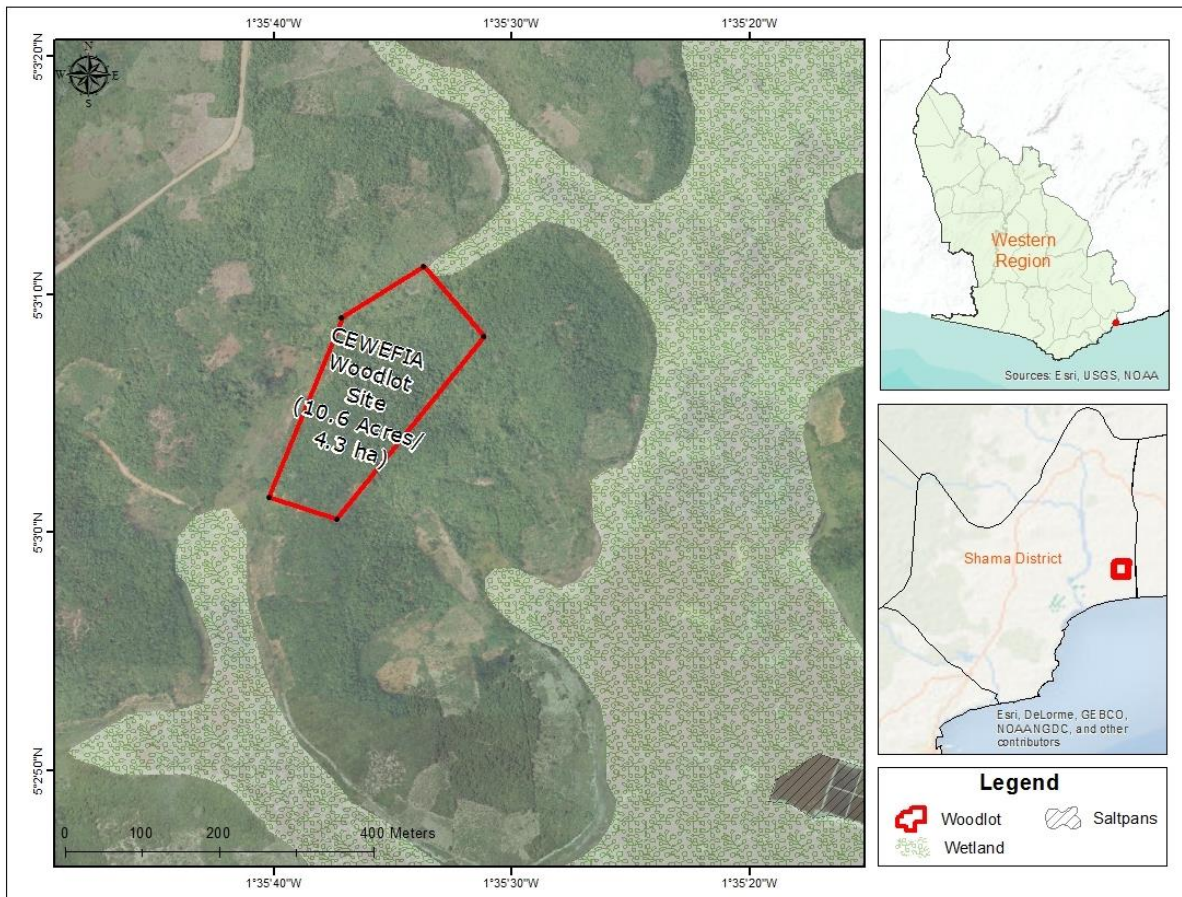 1°35'40"W
1°35'30"W
1°35'20"W
5°3'20"N
5°3'10"N
5°3'0"N
5°2'50"N
N
W
E
S
CEWEFIA
Woodlot
Site
(10.6 Acres/
4.3 ha)
0 100 200 400 Meters
1°35'40"W
1°35'30"W
1°35'20"W
Western
Region
Sources: Esri, USGS, NOAA
Shama District
Esri, DeLorme, GEBCO,
NOAANGDC, and other
contributors
Legend
Woodlot
Saltpans
Wetland